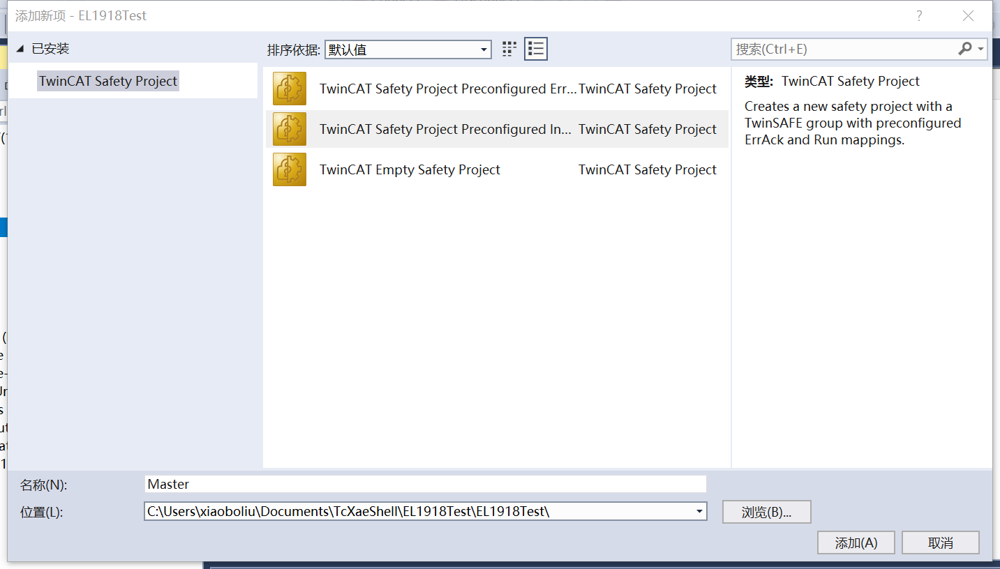 添加新项 - EL1918Test
?
已安装
TwinCAT Safety Project
排序依据: 默认值
搜索(Ctrl+E)
TwinCAT Safety Project Preconfigured Err... TwinCAT Safety Project
TwinCAT Safety Project Preconfigured In... TwinCAT Safety Project
TwinCAT Empty Safety Project TwinCAT Safety Project
类型: TwinCAT Safety Project
Creates a new safety project with a
TwinSAFE group with preconfigured
ErrAck and Run mappings.
名称(N): Master
位置(L): C:\Users\xiaoboliu\Documents\TcXaeShell\EL1918Test\EL1918Test\
浏览(B)...
添加(A) 取消